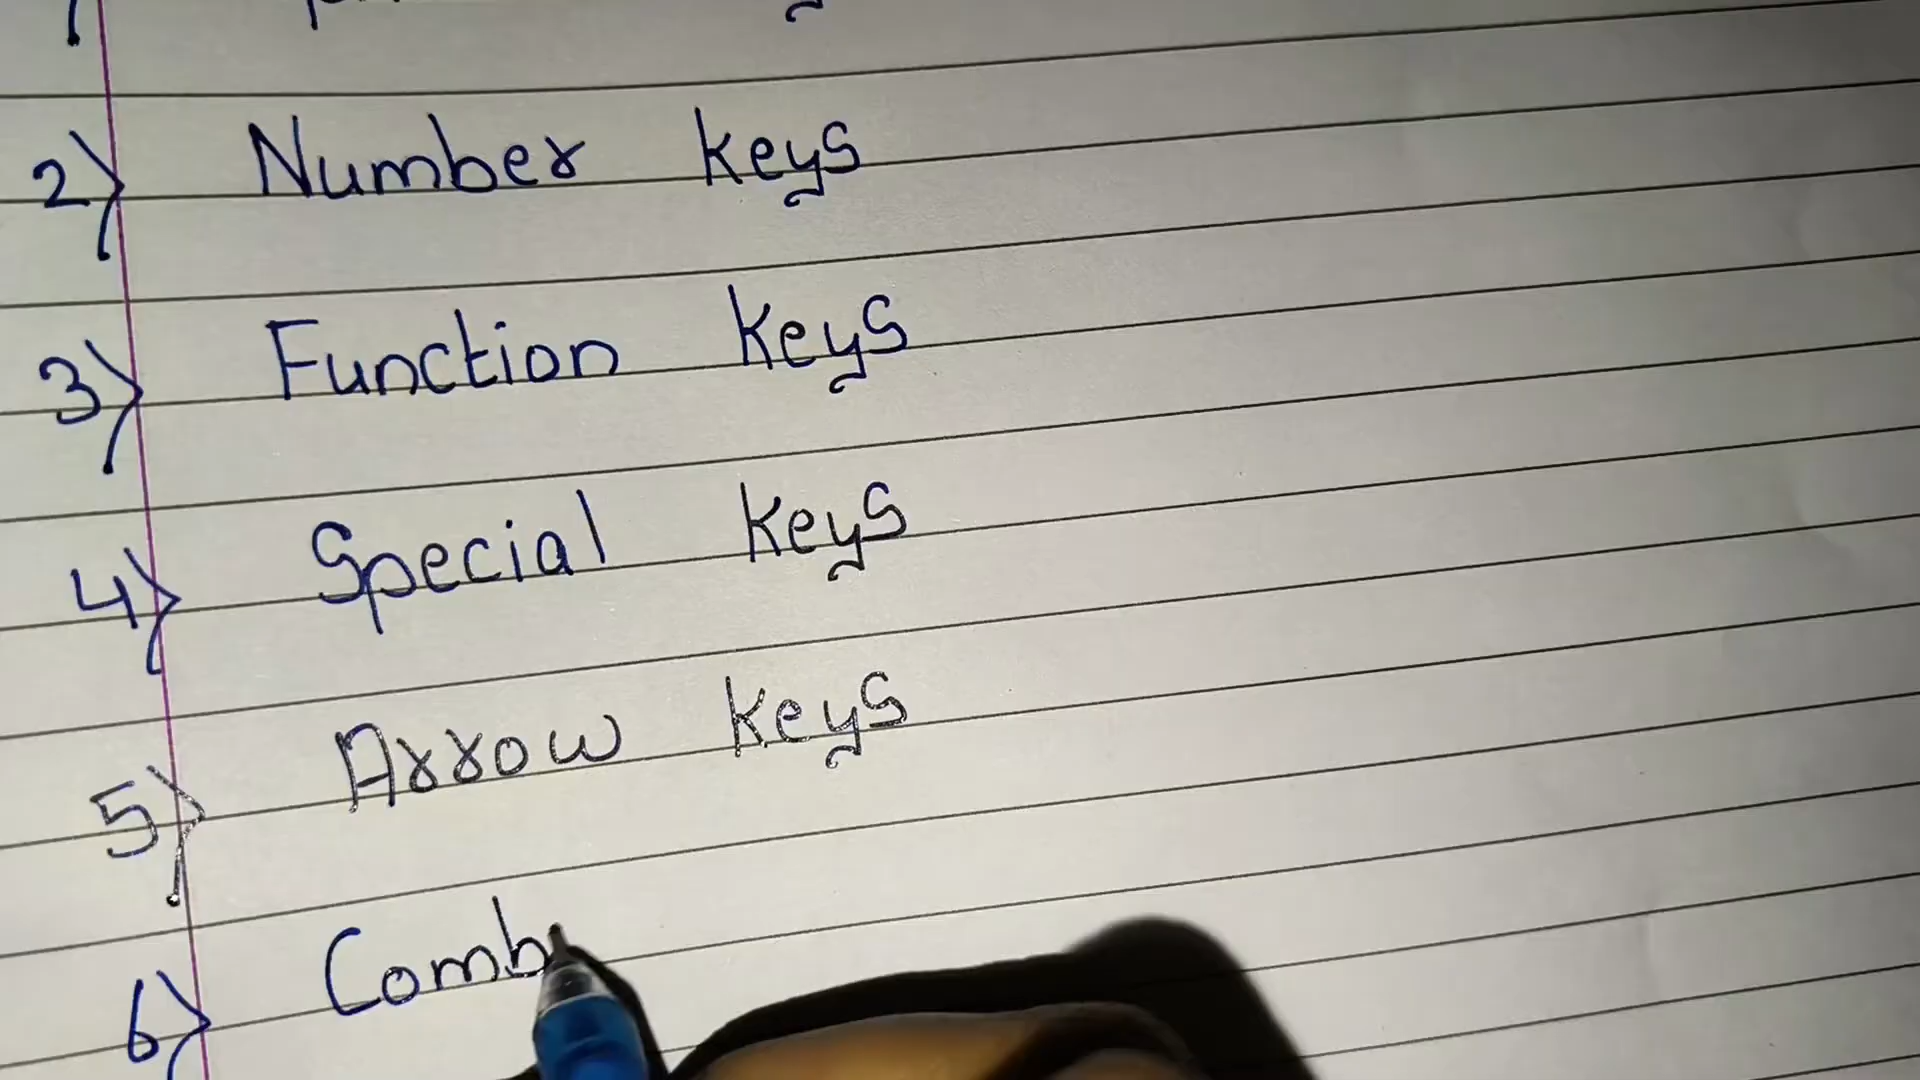 2) Number keys
3) Function keys
4) Special keys
5) Arrow keys
6) Comb